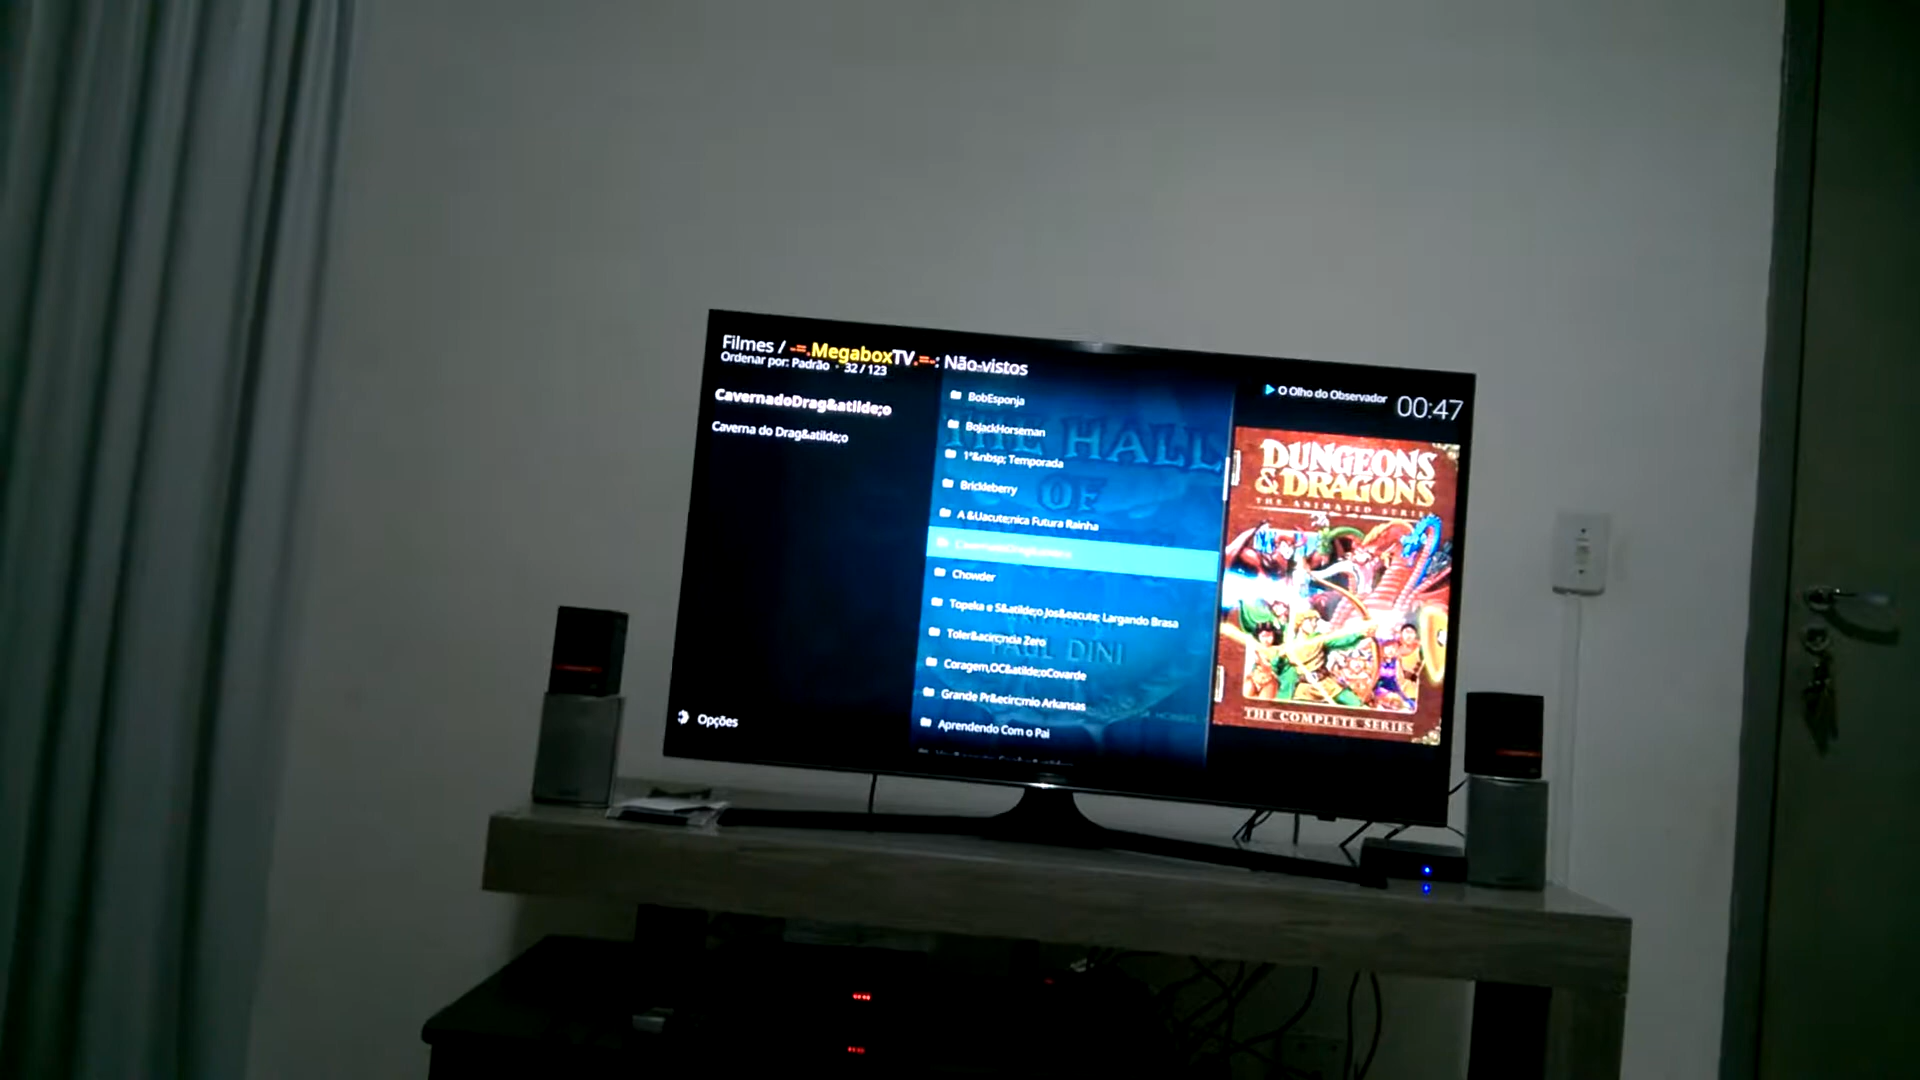 Filmes / -=.MegaboxTV.=-: Não-vistos
Ordenar por: Padrão · 32 / 123
CavernadoDrag&atilde;o
Caverna do Drag&atilde;o
Opções
BobEsponja
BoJackHorseman
1ª&nbsp; Temporada
Brickleberry
A &Uacute;nica Futura Rainha
CavernadoDrag&atilde;o
Chowder
Topeka e S&atilde;o Jos&eacute; Largando Brasa
Toler&acirc;ncia Zero
Coragem,OC&atilde;oCovarde
Grande Pr&ecirc;mio Arkansas
Aprendendo Com o Pai
THE HALL
OF
PAUL DINI
O Olho do Observador
00:47
DUNGEONS
& DRAGONS
THE ANIMATED SERIES
THE COMPLETE SERIES